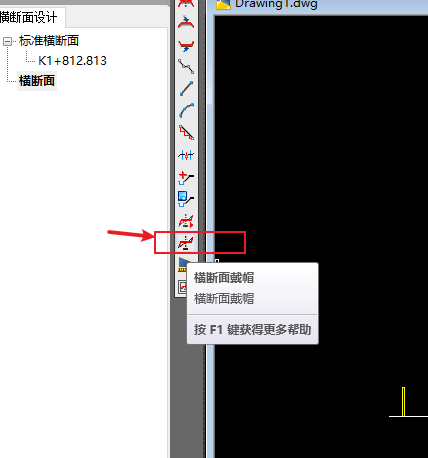 Drawing1.dwg
横断面设计
标准横断面
K1+812.813
横断面
横断面戴帽
横断面戴帽
按 F1 键获得更多帮助